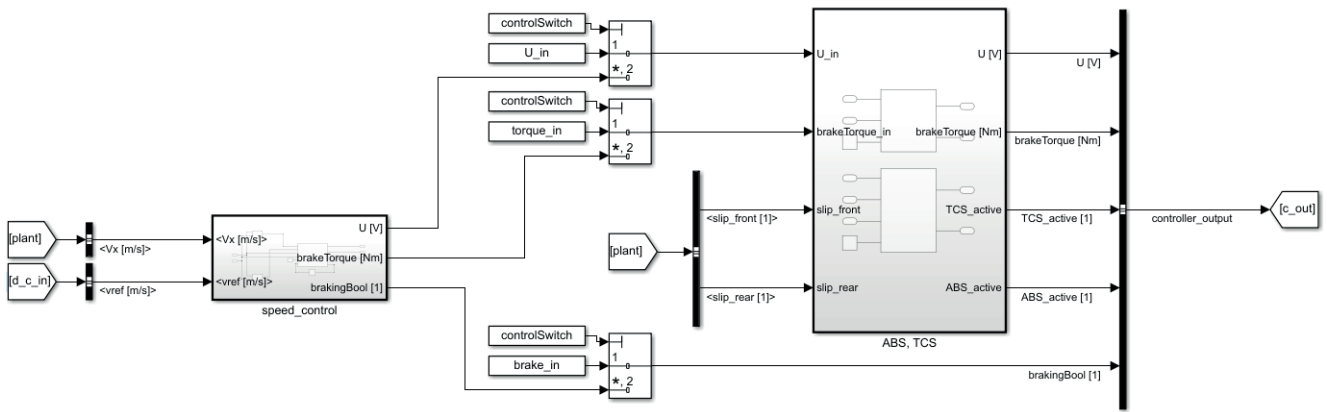 controlSwitch
1
U_in
*, 2
controlSwitch
1
torque_in
*, 2
[plant]
<Vx [m/s]>
[d_c_in]
<vref [m/s]>
<Vx [m/s]>
<vref [m/s]>
U [V]
brakeTorque [Nm]
brakingBool [1]
speed_control
[plant]
<slip_front [1]>
<slip_rear [1]>
controlSwitch
1
brake_in
*, 2
U_in
brakeTorque_in
slip_front
slip_rear
U [V]
brakeTorque [Nm]
TCS_active
ABS_active
ABS, TCS
U [V]
brakeTorque [Nm]
TCS_active [1]
ABS_active [1]
brakingBool [1]
controller_output
[c_out]